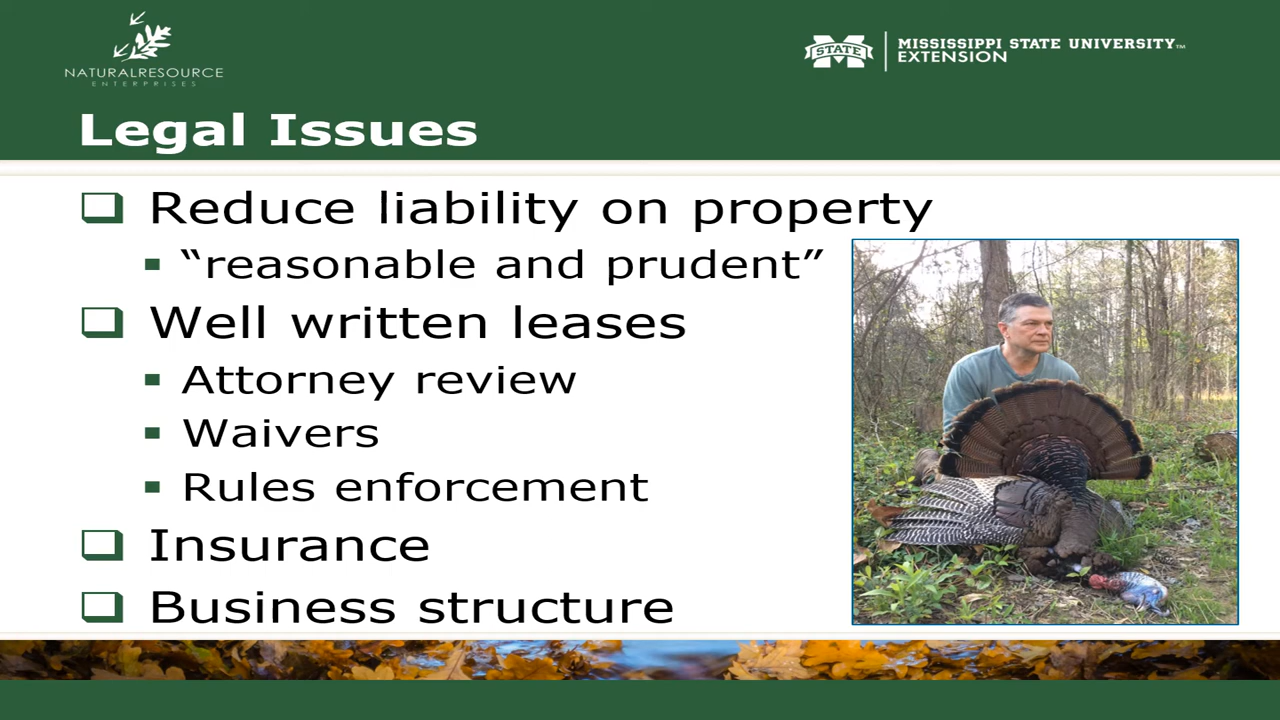 NATURALRESOURCE
ENTERPRISES
STATE
MISSISSIPPI STATE UNIVERSITY™
EXTENSION
Legal Issues
Reduce liability on property
“reasonable and prudent”
Well written leases
Attorney review
Waivers
Rules enforcement
Insurance
Business structure